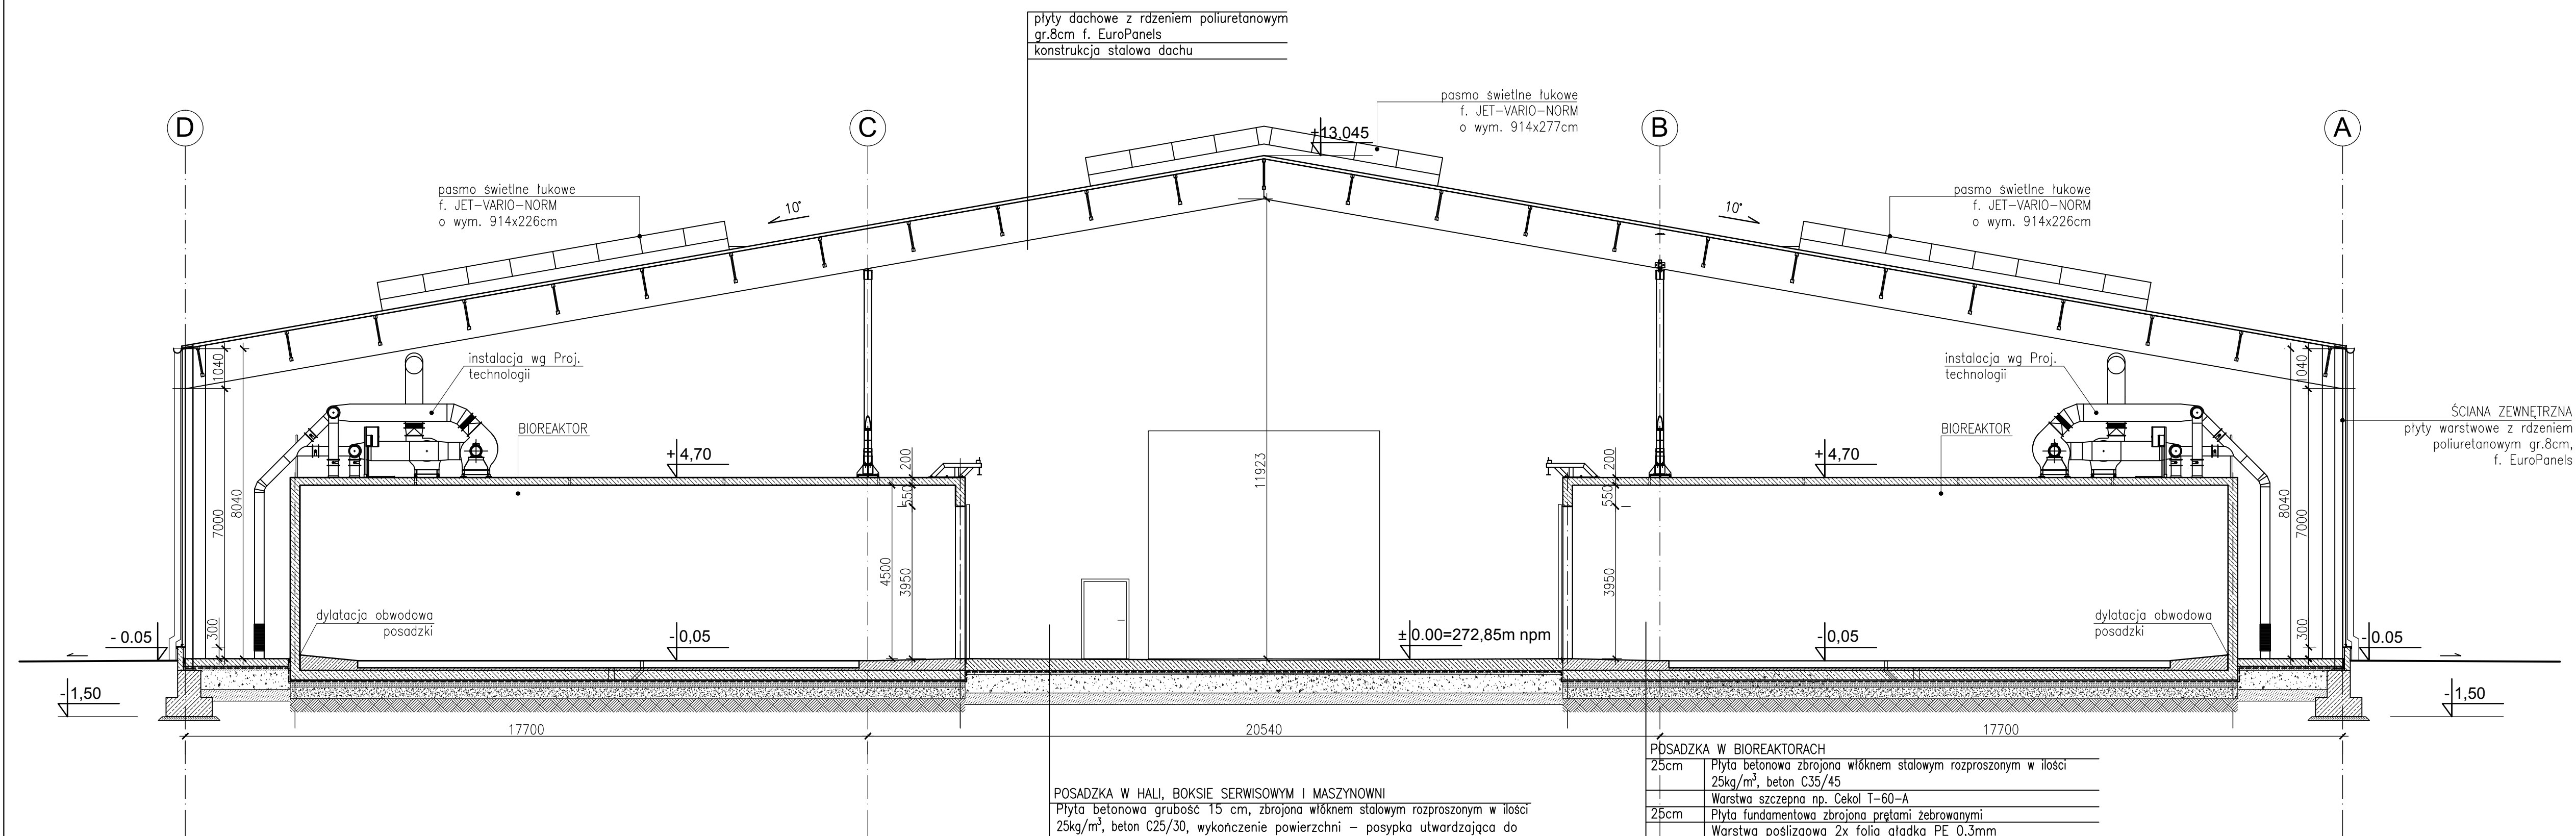 płyty dachowe z rdzeniem poliuretanowym
gr.8cm f. EuroPanels
konstrukcja stalowa dachu
pasmo świetlne łukowe
f. JET-VARIO-NORM
o wym. 914x277cm
D
C
B
A
+13,045
pasmo świetlne łukowe
f. JET-VARIO-NORM
o wym. 914x226cm
10°
10°
pasmo świetlne łukowe
f. JET-VARIO-NORM
o wym. 914x226cm
1040
8040
7000
300
instalacja wg Proj.
technologii
BIOREAKTOR
+4,70
200
550
4500
3950
11923
instalacja wg Proj.
technologii
BIOREAKTOR
+4,70
200
550
3950
1040
8040
7000
300
ŚCIANA ZEWNĘTRZNA
płyty warstwowe z rdzeniem
poliuretanowym gr.8cm,
f. EuroPanels
dylatacja obwodowa
posadzki
dylatacja obwodowa
posadzki
- 0.05
-0,05
± 0.00=272,85m npm
-0,05
-0.05
-1,50
-1,50
17700
20540
17700
POSADZKA W HALI, BOKSIE SERWISOWYM I MASZYNOWNI
Płyta betonowa grubość 15 cm, zbrojona włóknem stalowym rozproszonym w ilości
25kg/m³, beton C25/30, wykończenie powierzchni – posypka utwardzająca do
POSADZKA W BIOREAKTORACH
25cm Płyta betonowa zbrojona włóknem stalowym rozproszonym w ilości
25kg/m³, beton C35/45
Warstwa szczepna np. Cekol T-60-A
25cm Płyta fundamentowa zbrojona prętami żebrowanymi
Warstwa poślizgowa 2x folia gładka PE 0.3mm